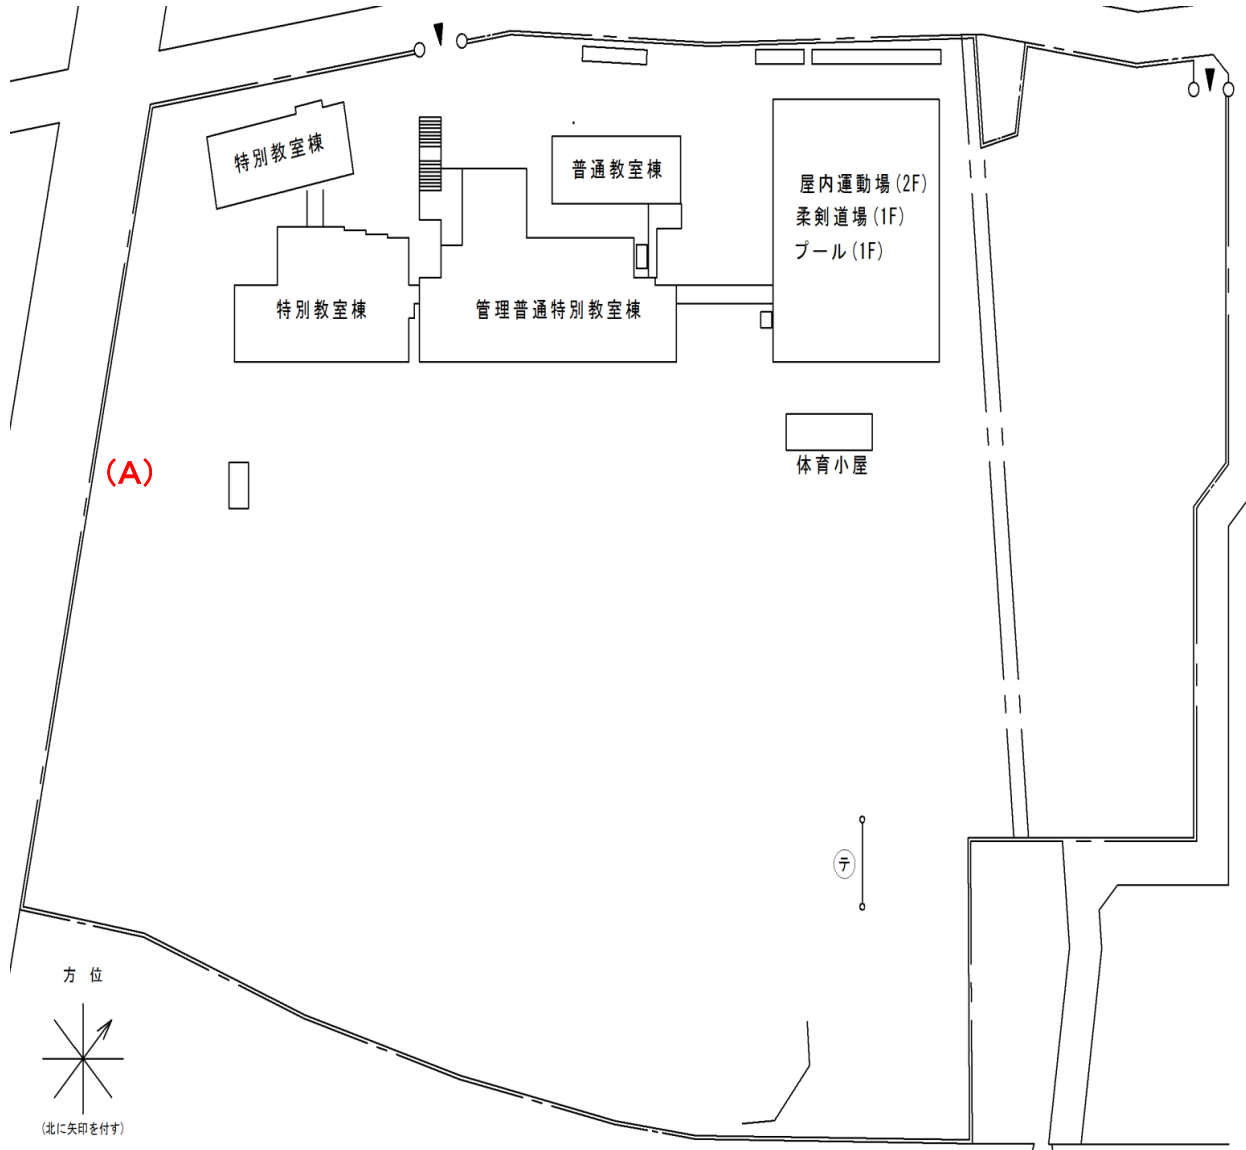 特別教室棟
普通教室棟
屋内運動場(2F)
柔剣道場(1F)
プール(1F)
特別教室棟
管理普通特別教室棟
(A)
体育小屋
テ
方位
(北に矢印を付す)